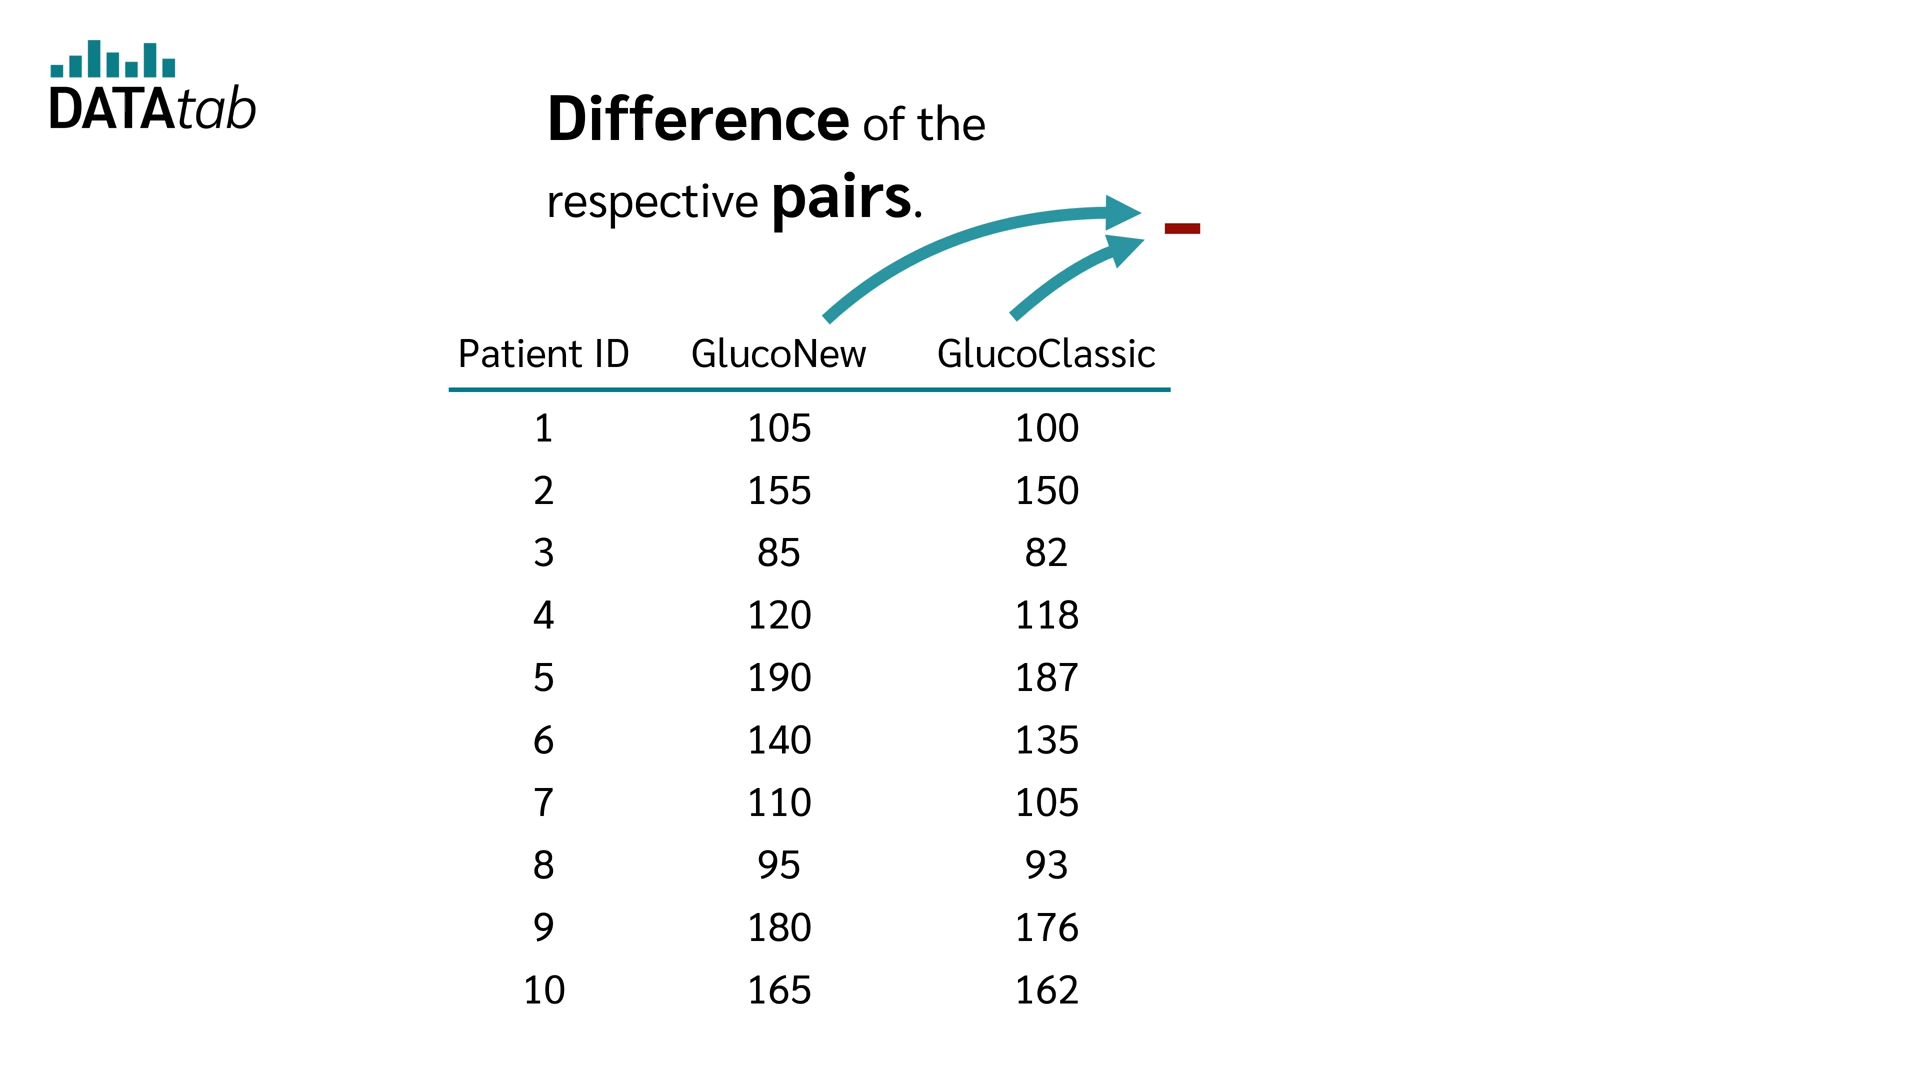 DATAtab
Difference of the
respective pairs.
Patient ID GlucoNew GlucoClassic
1 105 100
2 155 150
3 85 82
4 120 118
5 190 187
6 140 135
7 110 105
8 95 93
9 180 176
10 165 162